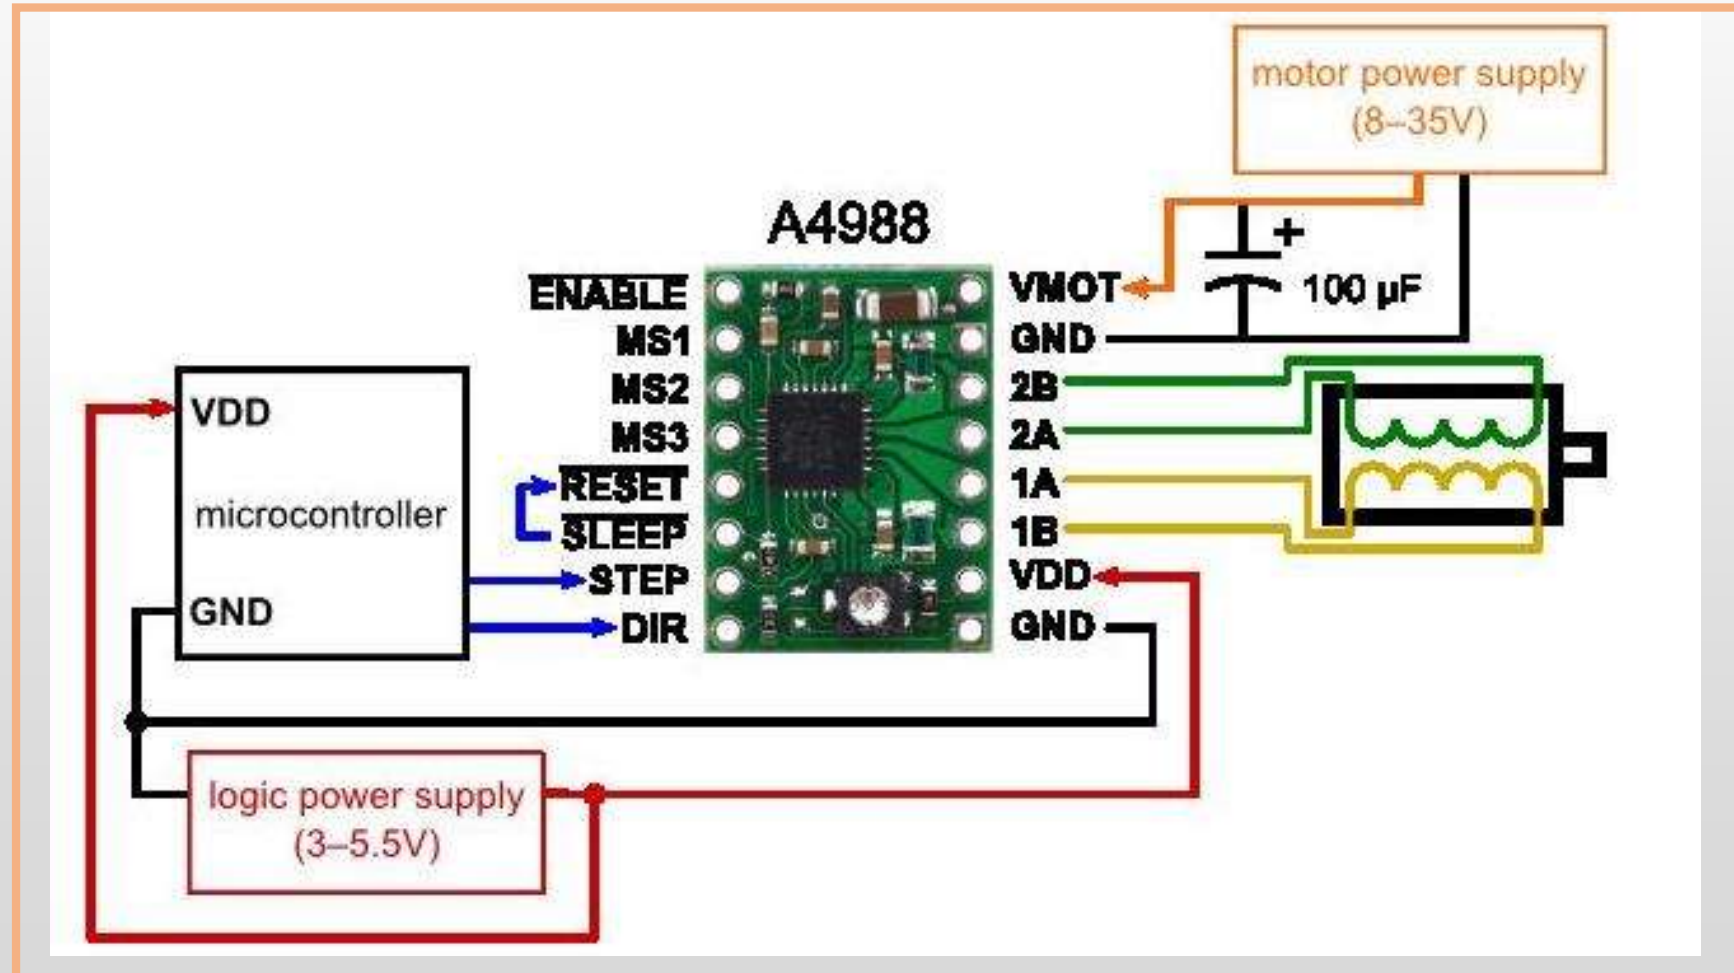 motor power supply
(8–35V)
A4988
ENABLE
MS1
MS2
MS3
RESET
SLEEP
STEP
DIR
VMOT
GND
2B
2A
1A
1B
VDD
GND
+
100 µF
VDD
microcontroller
GND
logic power supply
(3–5.5V)